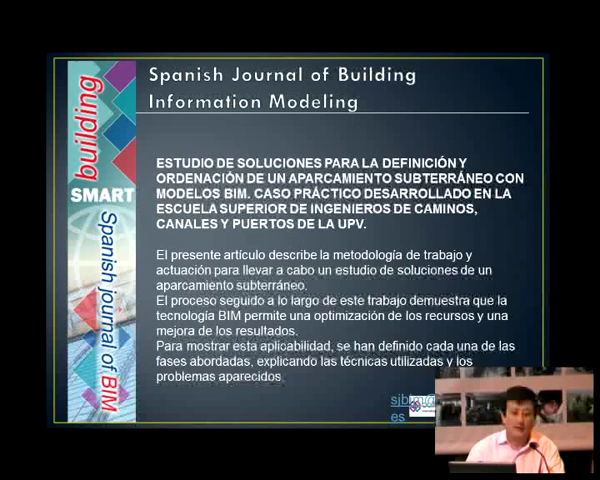 Spanish Journal of Building
Information Modeling
building
SMART
Spanish journal of BIM
ESTUDIO DE SOLUCIONES PARA LA DEFINICIÓN Y
ORDENACIÓN DE UN APARCAMIENTO SUBTERRÁNEO CON
MODELOS BIM. CASO PRÁCTICO DESARROLLADO EN LA
ESCUELA SUPERIOR DE INGENIEROS DE CAMINOS,
CANALES Y PUERTOS DE LA UPV.
El presente artículo describe la metodología de trabajo y
actuación para llevar a cabo un estudio de soluciones de un
aparcamiento subterráneo.
El proceso seguido a lo largo de este trabajo demuestra que la
tecnología BIM permite una optimización de los recursos y una
mejora de los resultados.
Para mostrar esta aplicabilidad, se han definido cada una de las
fases abordadas, explicando las técnicas utilizadas y los
problemas aparecidos
es